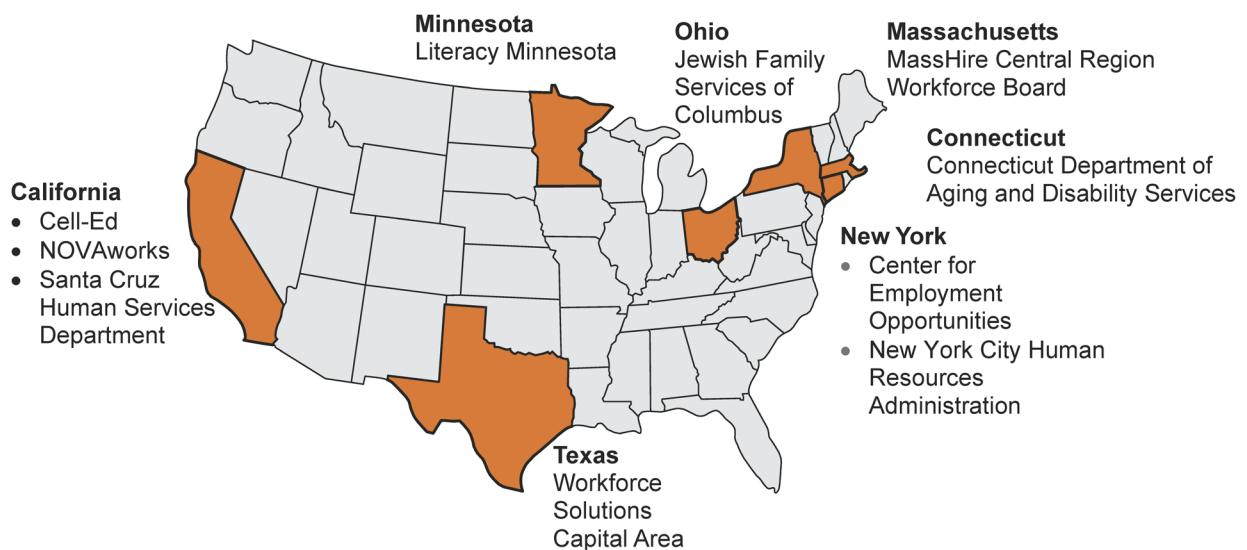 Minnesota
Literacy Minnesota
Ohio
Jewish Family
Services of
Columbus
Massachusetts
MassHire Central Region
Workforce Board
Connecticut
Connecticut Department of
Aging and Disability Services
California
• Cell-Ed
• NOVAworks
• Santa Cruz
Human Services
Department
New York
• Center for
Employment
Opportunities
• New York City Human
Resources
Administration
Texas
Workforce
Solutions
Capital Area